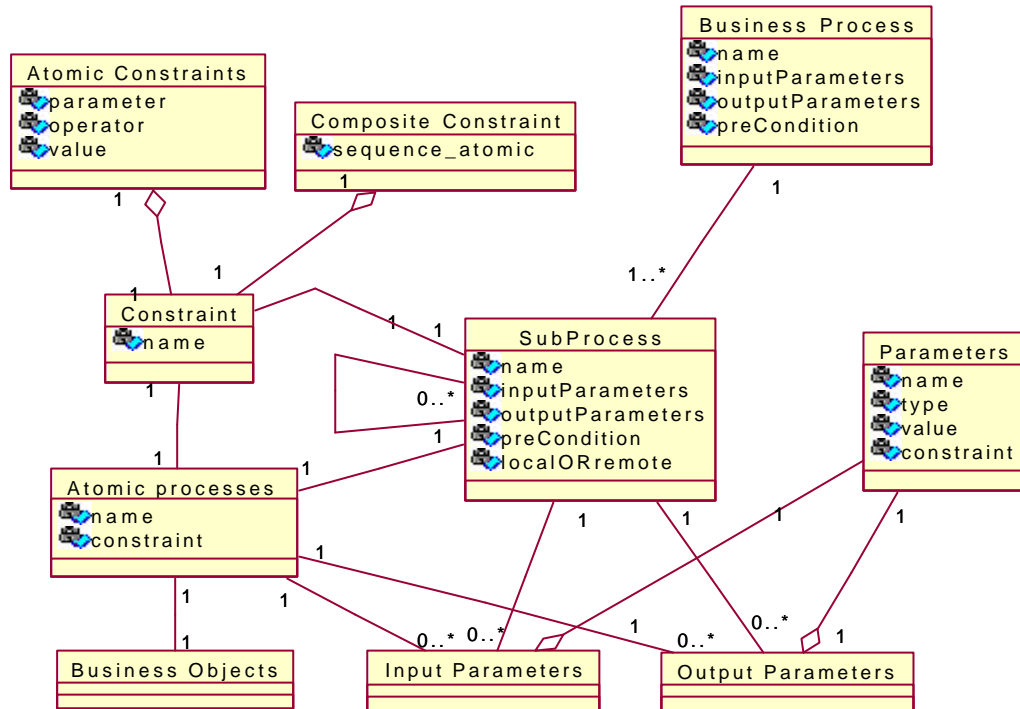 Business Process
name
inputParameters
outputParameters
preCondition
Atomic Constraints
parameter
operator
value
Composite Constraint
sequence_atomic
1
1
1
1
1..*
1
Constraint
name
1
1
SubProcess
name
inputParameters
outputParameters
preCondition
localORremote
0..*
Parameters
name
type
value
constraint
1
1
1
1
Atomic processes
name
constraint
1
1
1
1
1
1
1
0..*
0..*
1
0..*
0..*
1
1
Business Objects
Input Parameters
Output Parameters